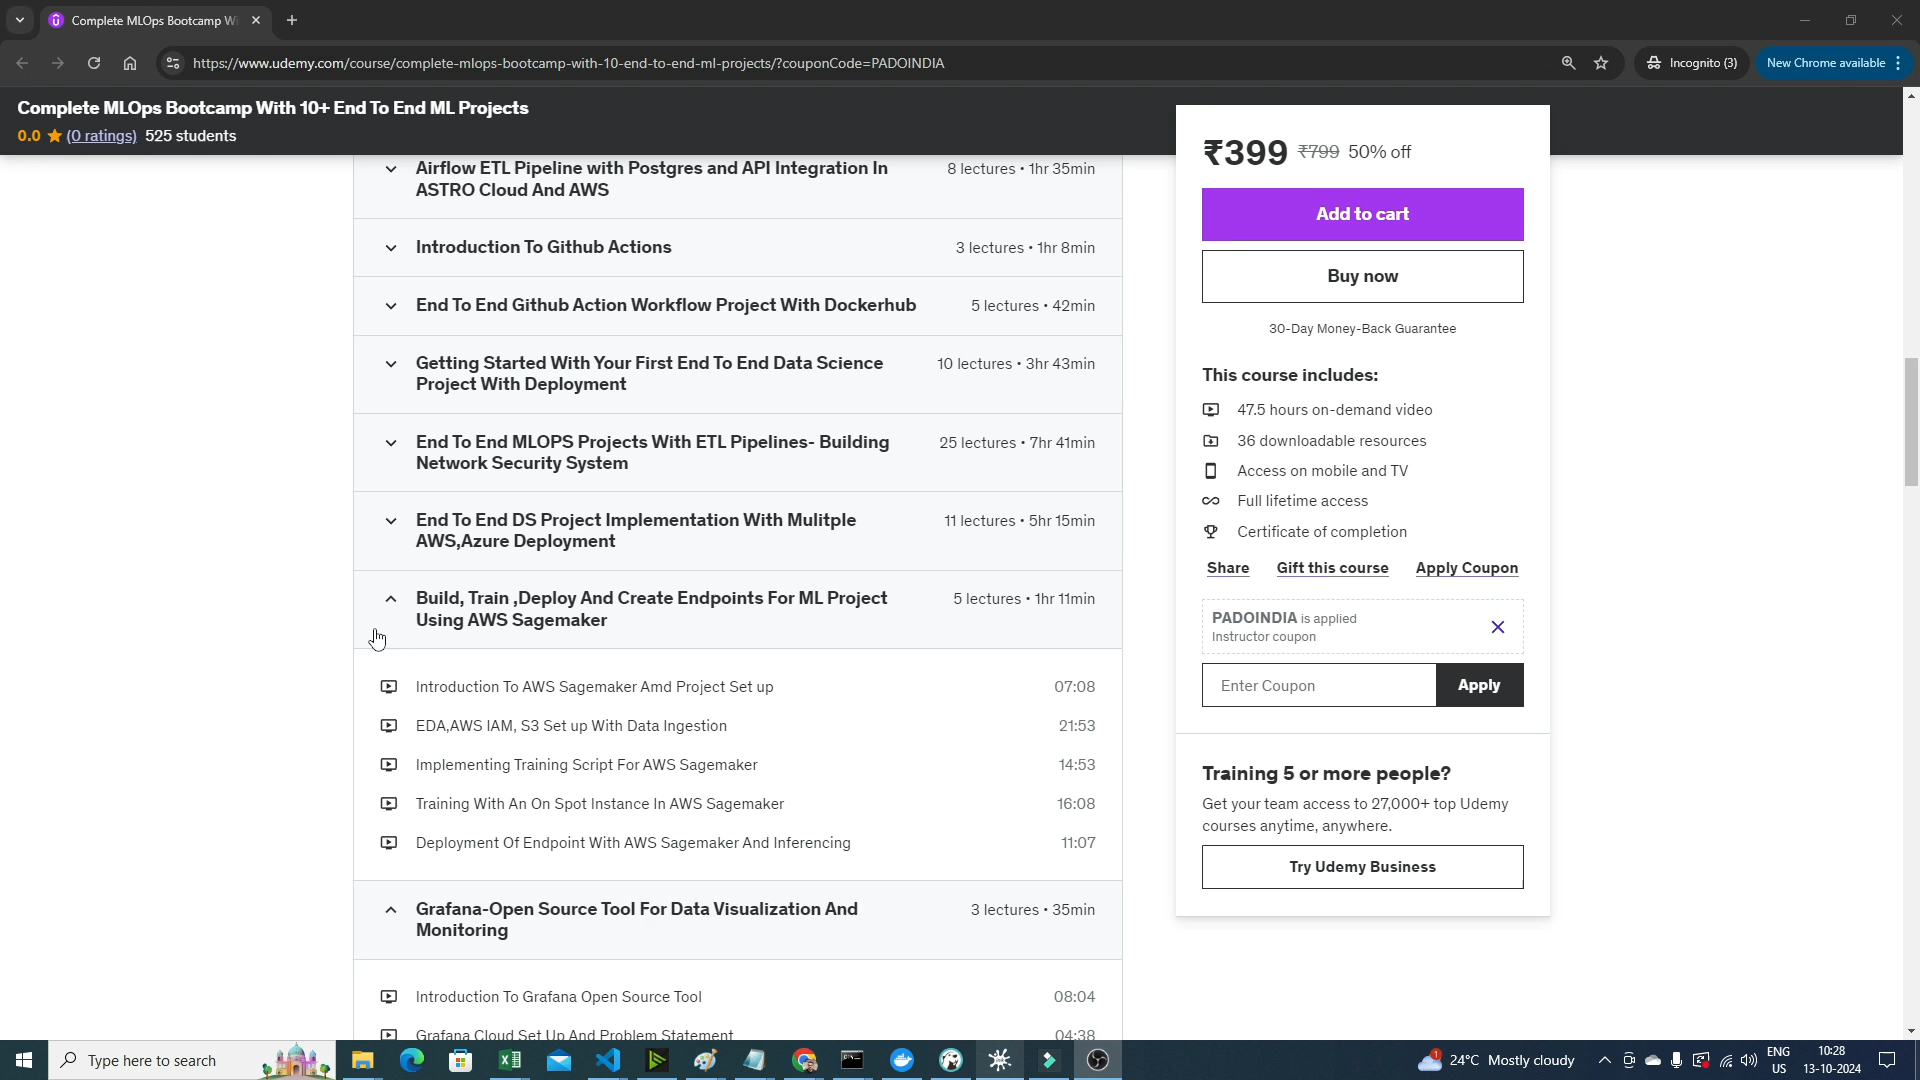 Complete MLOps Bootcamp Wi
https://www.udemy.com/course/complete-mlops-bootcamp-with-10-end-to-end-ml-projects/?couponCode=PADOINDIA
Incognito (3)
New Chrome available
Complete MLOps Bootcamp With 10+ End To End ML Projects
0.0 (0 ratings) 525 students
Airflow ETL Pipeline with Postgres and API Integration In
ASTRO Cloud And AWS
8 lectures • 1hr 35min
Introduction To Github Actions
3 lectures • 1hr 8min
End To End Github Action Workflow Project With Dockerhub
5 lectures • 42min
Getting Started With Your First End To End Data Science
Project With Deployment
10 lectures • 3hr 43min
End To End MLOPS Projects With ETL Pipelines- Building
Network Security System
25 lectures • 7hr 41min
End To End DS Project Implementation With Mulitple
AWS,Azure Deployment
11 lectures • 5hr 15min
Build, Train ,Deploy And Create Endpoints For ML Project
Using AWS Sagemaker
5 lectures • 1hr 11min
Introduction To AWS Sagemaker Amd Project Set up
07:08
EDA,AWS IAM, S3 Set up With Data Ingestion
21:53
Implementing Training Script For AWS Sagemaker
14:53
Training With An On Spot Instance In AWS Sagemaker
16:08
Deployment Of Endpoint With AWS Sagemaker And Inferencing
11:07
Grafana-Open Source Tool For Data Visualization And
Monitoring
3 lectures • 35min
Introduction To Grafana Open Source Tool
08:04
Grafana Cloud Set Up And Problem Statement
04:38
₹399 ₹799 50% off
Add to cart
Buy now
30-Day Money-Back Guarantee
This course includes:
47.5 hours on-demand video
36 downloadable resources
Access on mobile and TV
Full lifetime access
Certificate of completion
Share
Gift this course
Apply Coupon
PADOINDIA is applied
Instructor coupon
Enter Coupon
Apply
Training 5 or more people?
Get your team access to 27,000+ top Udemy
courses anytime, anywhere.
Try Udemy Business
Type here to search
1
24°C Mostly cloudy
ENG
US
10:28
13-10-2024